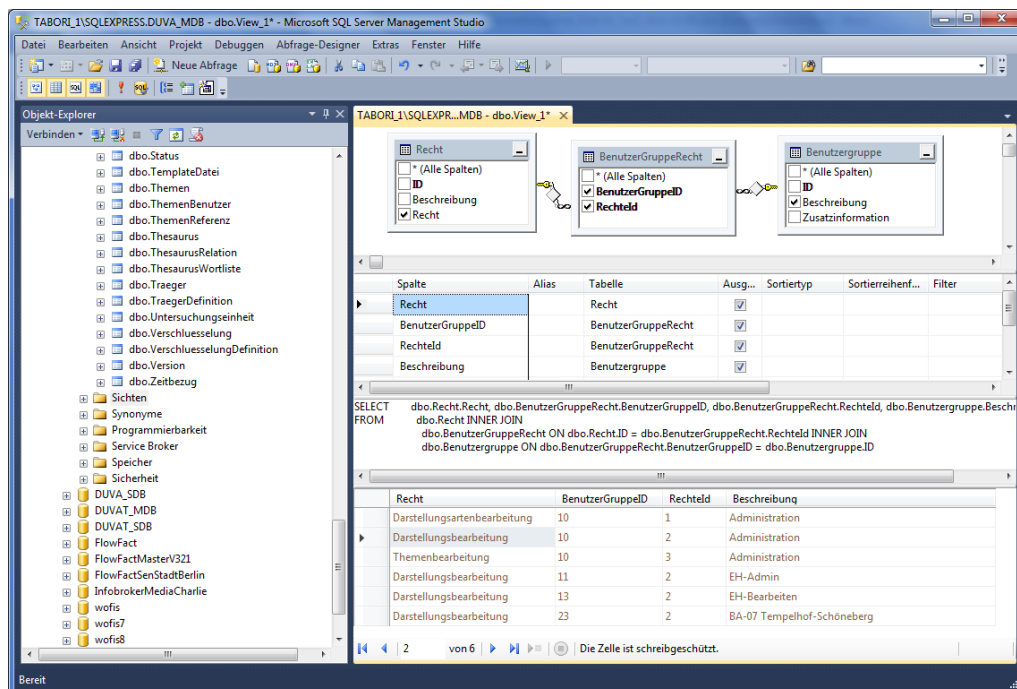 TABORI_1\SQLEXPRESS.DUVA_MDB - dbo.View_1* - Microsoft SQL Server Management Studio
Datei Bearbeiten Ansicht Projekt Debuggen Abfrage-Designer Extras Fenster Hilfe
Neue Abfrage
Objekt-Explorer
Verbinden
dbo.Status
dbo.TemplateDatei
dbo.Themen
dbo.ThemenBenutzer
dbo.ThemenReferenz
dbo.Thesaurus
dbo.ThesaurusRelation
dbo.ThesaurusWortliste
dbo.Traeger
dbo.TraegerDefinition
dbo.Untersuchungseinheit
dbo.Verschluesselung
dbo.VerschluesselungDefinition
dbo.Version
dbo.Zeitbezug
Sichten
Synonyme
Programmierbarkeit
Service Broker
Speicher
Sicherheit
DUVA_SDB
DUVAT_MDB
DUVAT_SDB
FlowFact
FlowFactMasterV321
FlowFactSenStadtBerlin
InfobrokerMediaCharlie
wofis
wofis7
wofis8
TABORI_1\SQLEXPR...MDB - dbo.View_1*
Recht
* (Alle Spalten)
ID
Beschreibung
Recht
BenutzerGruppeRecht
* (Alle Spalten)
BenutzerGruppeID
RechteId
Benutzergruppe
* (Alle Spalten)
ID
Beschreibung
Zusatzinformation
Spalte Alias Tabelle Ausg... Sortiertyp Sortierreihenf... Filter
Recht Recht
BenutzerGruppeID BenutzerGruppeRecht
RechteId BenutzerGruppeRecht
Beschreibung Benutzergruppe
SELECT dbo.Recht.Recht, dbo.BenutzerGruppeRecht.BenutzerGruppeID, dbo.BenutzerGruppeRecht.RechteId, dbo.Benutzergruppe.Beschr
FROM dbo.Recht INNER JOIN
dbo.BenutzerGruppeRecht ON dbo.Recht.ID = dbo.BenutzerGruppeRecht.RechteId INNER JOIN
dbo.Benutzergruppe ON dbo.BenutzerGruppeRecht.BenutzerGruppeID = dbo.Benutzergruppe.ID
Recht BenutzerGruppeID RechteId Beschreibung
Darstellungsartenbearbeitung 10 1 Administration
Darstellungsbearbeitung 10 2 Administration
Themenbearbeitung 10 3 Administration
Darstellungsbearbeitung 11 2 EH-Admin
Darstellungsbearbeitung 13 2 EH-Bearbeiten
Darstellungsbearbeitung 23 2 BA-07 Tempelhof-Schöneberg
2 von 6 Die Zelle ist schreibgeschützt.
Bereit